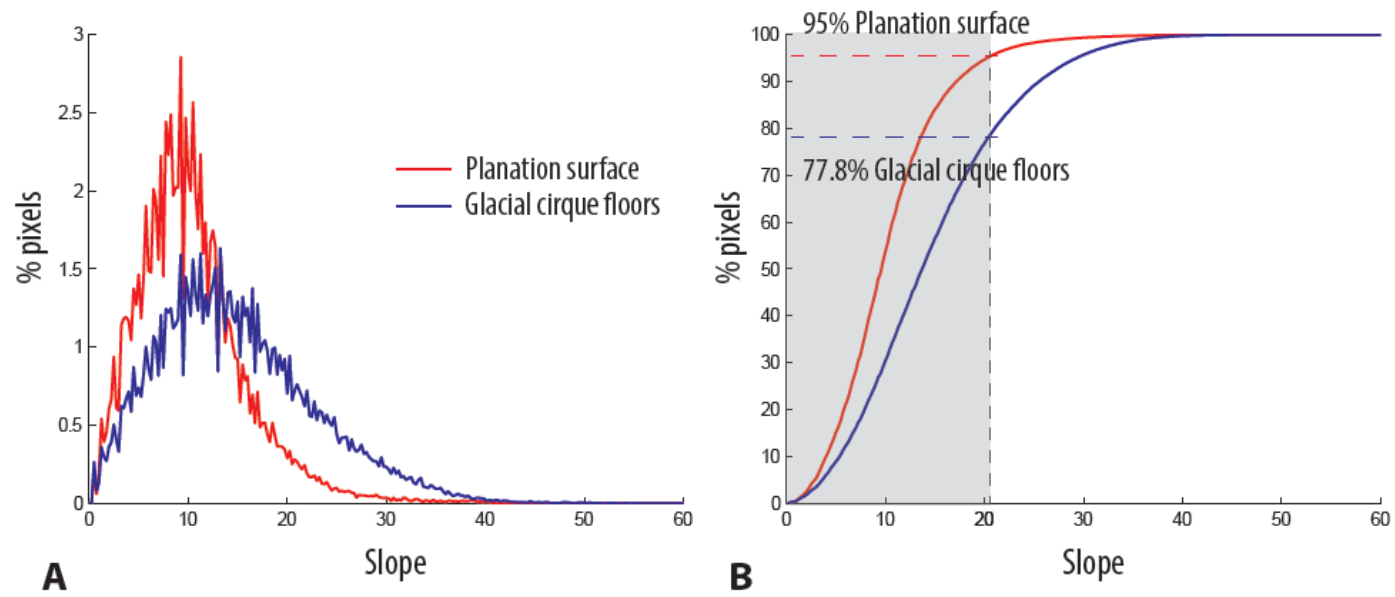 3
2.5
2
1.5
1
0.5
0
% pixels
0 10 20 30 40 50 60
Slope
Planation surface
Glacial cirque floors
A
95% Planation surface
77.8% Glacial cirque floors
100
90
80
70
60
50
40
30
20
10
0
% pixels
0 10 20 30 40 50 60
Slope
B